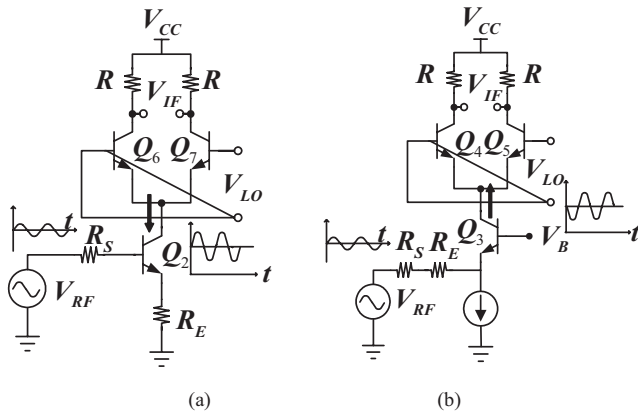 V_CC
R R
V_IF
Q_6 Q_7
V_LO
t
R_S
Q_2
t
V_RF
R_E
(a)
V_CC
R R
V_IF
Q_4 Q_5
V_LO
t
Q_3
V_B
t
R_S R_E
V_RF
(b)